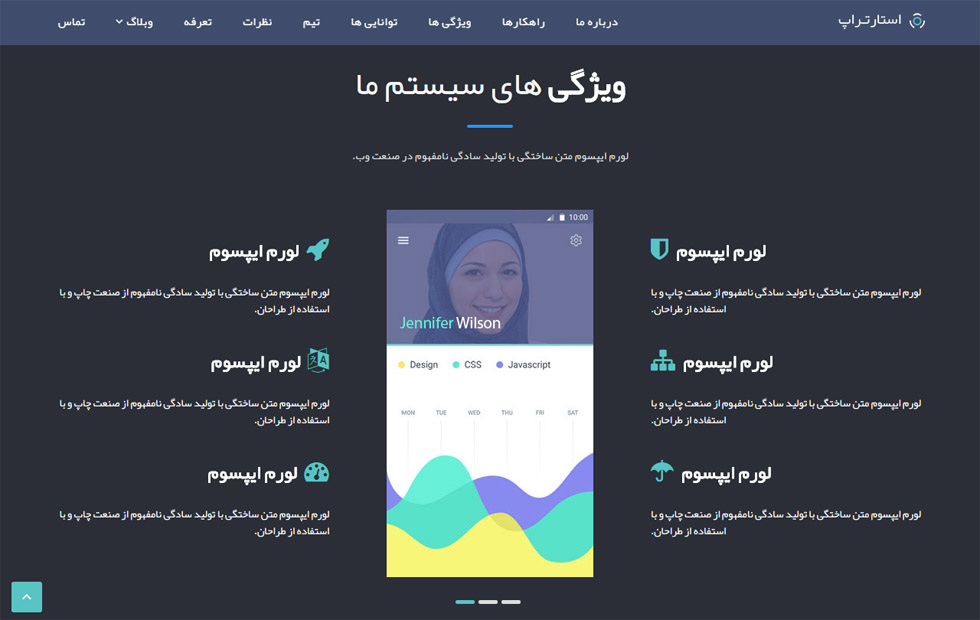 استارتراپ
درباره ما راهکارها ویژگی ها توانایی ها تیم نظرات تعرفه وبلاگ تماس
ویژگی های سیستم ما
لورم ایپسوم متن ساختگی با تولید سادگی نامفهوم در صنعت وب.
لورم ایپسوم
لورم ایپسوم متن ساختگی با تولید سادگی نامفهوم از صنعت چاپ و با
استفاده از طراحان.
لورم ایپسوم
لورم ایپسوم متن ساختگی با تولید سادگی نامفهوم از صنعت چاپ و با
استفاده از طراحان.
لورم ایپسوم
لورم ایپسوم متن ساختگی با تولید سادگی نامفهوم از صنعت چاپ و با
استفاده از طراحان.
10:00
Jennifer Wilson
Design CSS Javascript
MON TUE WED THU FRI SAT
لورم ایپسوم
لورم ایپسوم متن ساختگی با تولید سادگی نامفهوم از صنعت چاپ و با
استفاده از طراحان.
لورم ایپسوم
لورم ایپسوم متن ساختگی با تولید سادگی نامفهوم از صنعت چاپ و با
استفاده از طراحان.
لورم ایپسوم
لورم ایپسوم متن ساختگی با تولید سادگی نامفهوم از صنعت چاپ و با
استفاده از طراحان.